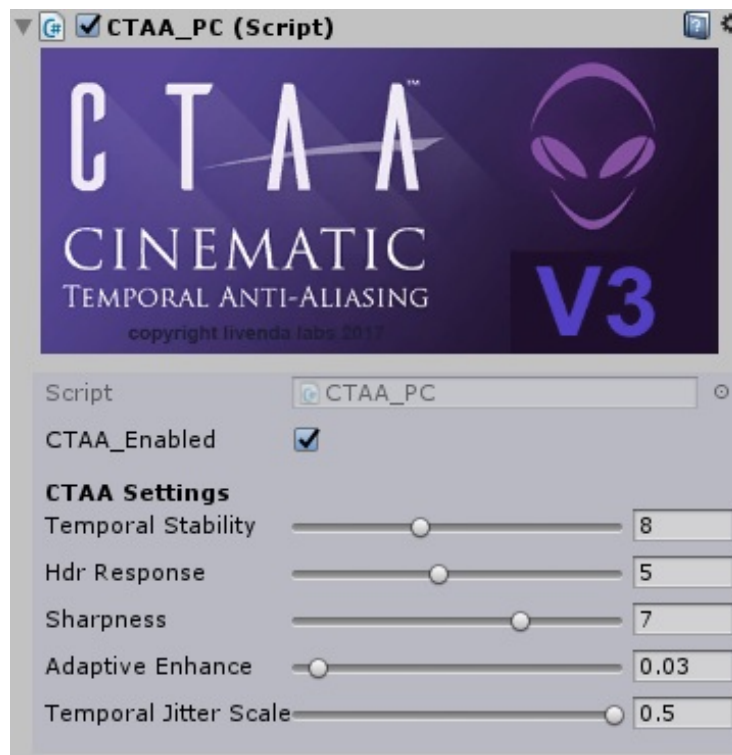 CTAA_PC (Script)
CTAA™
CINEMATIC
TEMPORAL ANTI-ALIASING
V3
copyright livenda labs 2017
Script CTAA_PC
CTAA_Enabled
CTAA Settings
Temporal Stability 8
Hdr Response 5
Sharpness 7
Adaptive Enhance 0.03
Temporal Jitter Scale 0.5